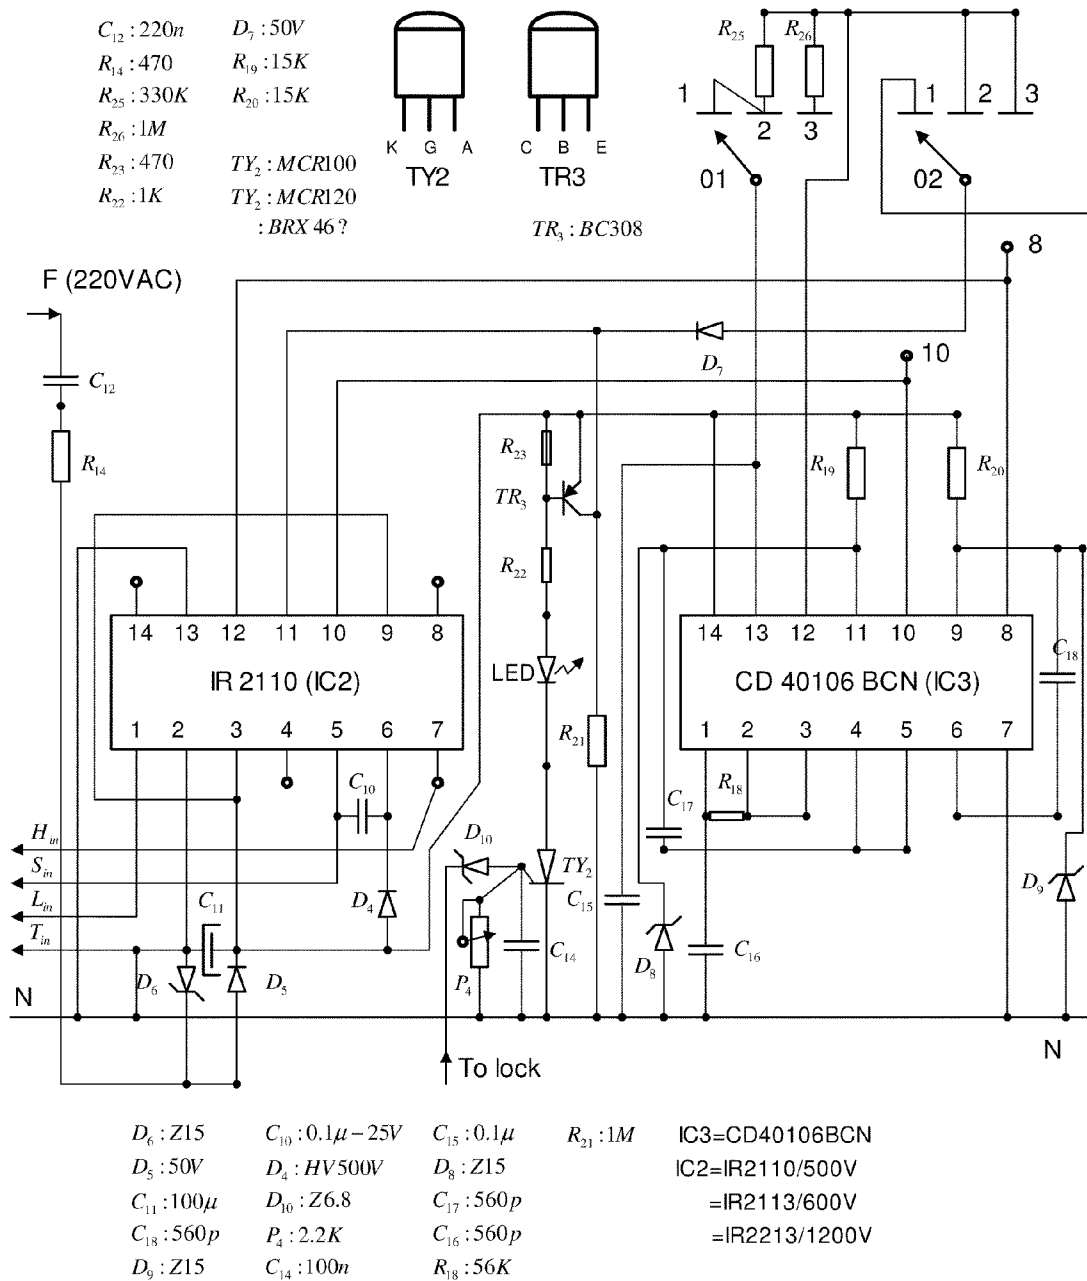 C12 : 220n D7 : 50V
R14 : 470 R19 : 15K
R25 : 330K R20 : 15K
R26 : 1M
R23 : 470 TY2 : MCR100
R22 : 1K TY2 : MCR120
: BRX 46 ?
K G A
TY2
C B E
TR3
TR3 : BC308
R25 R26
1 2 3
01
1 2 3
02
8
F (220VAC)
D7
10
C12
R14
R23
TR3
R22
R19
R20
14 13 12 11 10 9 8
IR 2110 (IC2)
1 2 3 4 5 6 7
LED
14 13 12 11 10 9 8
CD 40106 BCN (IC3)
1 2 3 4 5 6 7
C18
R21
C10
R18
C17
Hin
D10
Sin
TY2
Lin
C11
D4
C15
D9
Tin
C14
D8
C16
D6
D5
P4
N
N
To lock
D6 : Z15 C10 : 0.1μ − 25V C15 : 0.1μ R21 : 1M IC3=CD40106BCN
D5 : 50V D4 : HV500V D8 : Z15 IC2=IR2110/500V
C11 : 100μ D10 : Z6.8 C17 : 560p =IR2113/600V
C18 : 560p P4 : 2.2K C16 : 560p =IR2213/1200V
D9 : Z15 C14 : 100n R18 : 56K